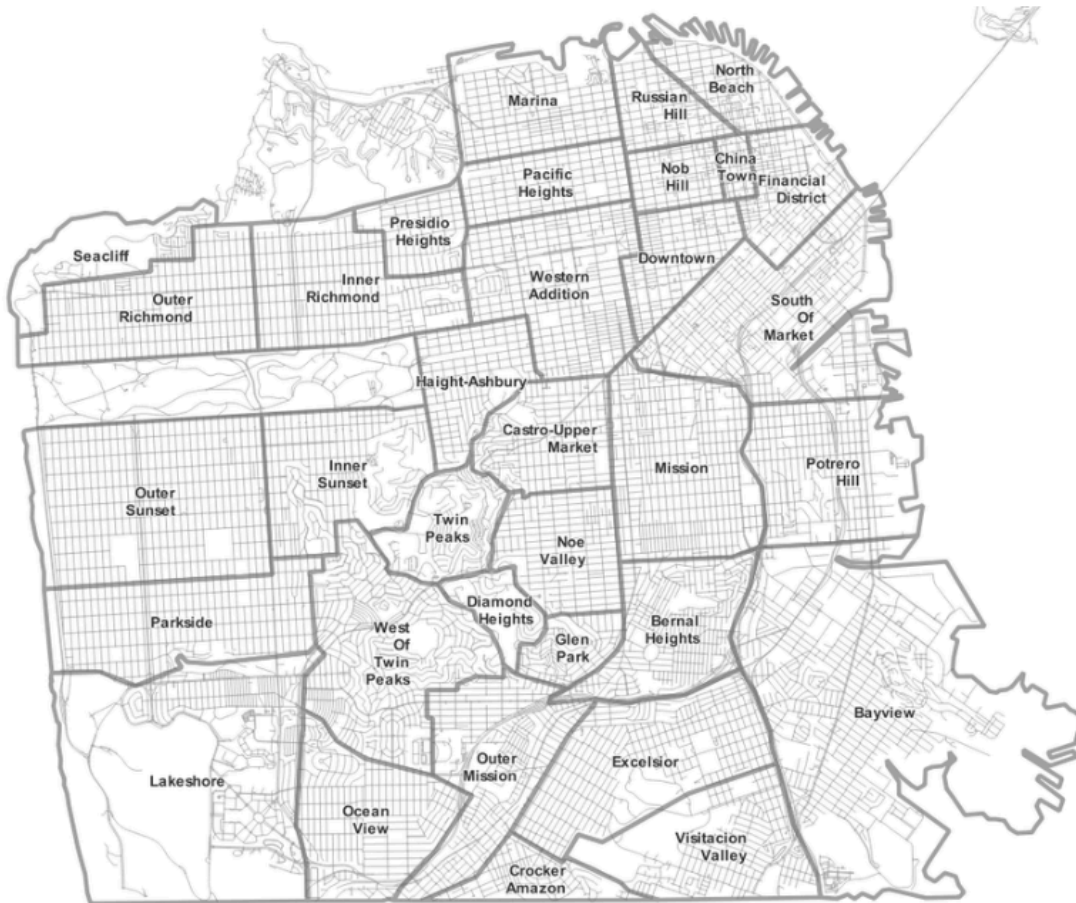 North
Beach
Marina
Russian
Hill
China
Town
Nob
Hill
Pacific
Heights
Financial
District
Presidio
Heights
Seacliff
Downtown
Inner
Richmond
Western
Addition
Outer
Richmond
South
Of
Market
Haight-Ashbury
Castro-Upper
Market
Inner
Sunset
Mission
Potrero
Hill
Outer
Sunset
Twin
Peaks
Noe
Valley
Diamond
Heights
Parkside
West
Of
Twin
Peaks
Bernal
Heights
Glen
Park
Bayview
Lakeshore
Outer
Mission
Excelsior
Ocean
View
Visitacion
Valley
Crocker
Amazon